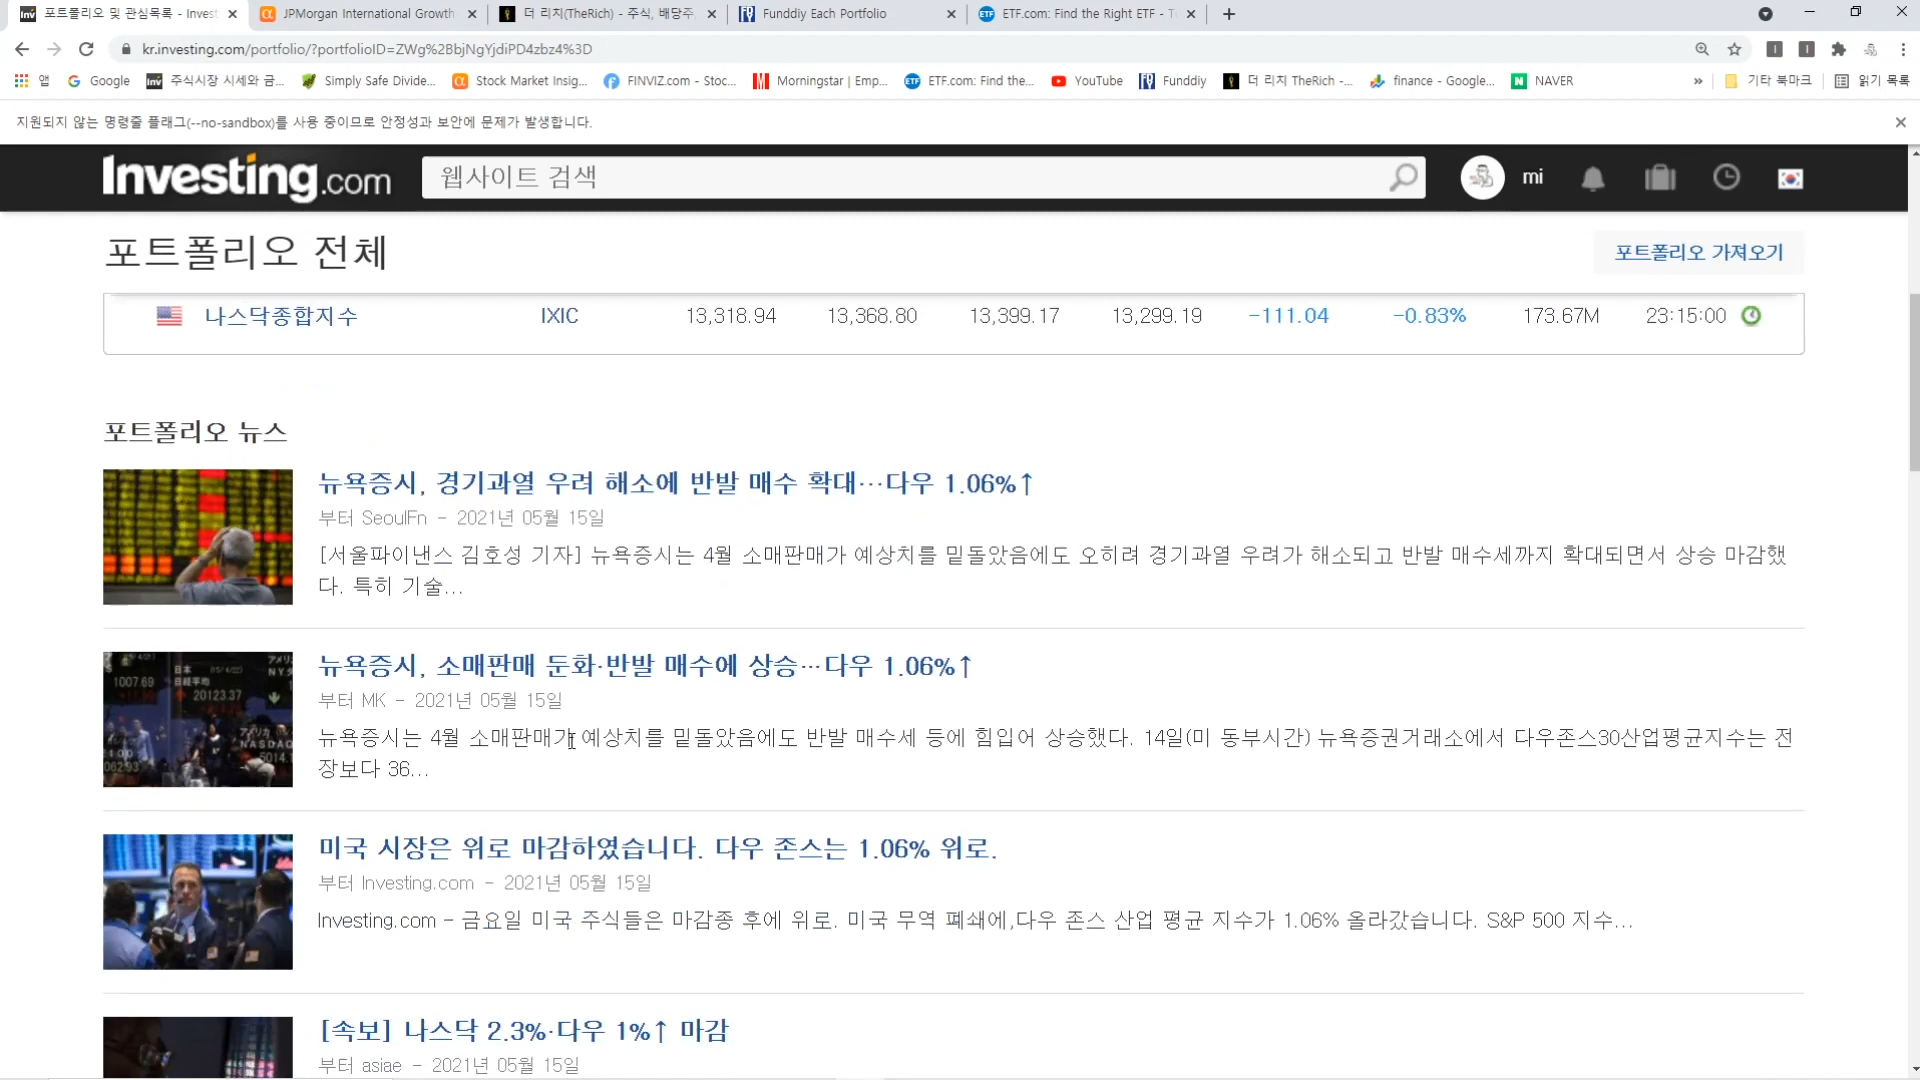 Inv 포트폴리오 및 관심목록 - Invest
JPMorgan International Growth
더 리치(TheRich) - 주식, 배당주,
Funddiy Each Portfolio
ETF ETF.com: Find the Right ETF - T
kr.investing.com/portfolio/?portfolioID=ZWg%2BbjNgYjdiPD4zbz4%3D
앱 Google Inv 주식시장 시세와 금... Simply Safe Divide... Stock Market Insig... FINVIZ.com - Stoc... Morningstar | Emp... ETF ETF.com: Find the... YouTube Funddiy 더 리치 TheRich -... finance - Google... N NAVER » 기타 북마크 읽기 목록
지원되지 않는 명령줄 플래그(--no-sandbox)를 사용 중이므로 안정성과 보안에 문제가 발생합니다.
Investing.com 웹사이트 검색 mi
포트폴리오 전체 포트폴리오 가져오기
나스닥종합지수 IXIC 13,318.94 13,368.80 13,399.17 13,299.19 -111.04 -0.83% 173.67M 23:15:00
포트폴리오 뉴스
뉴욕증시, 경기과열 우려 해소에 반발 매수 확대…다우 1.06%↑
부터 SeoulFn - 2021년 05월 15일
[서울파이낸스 김호성 기자] 뉴욕증시는 4월 소매판매가 예상치를 밑돌았음에도 오히려 경기과열 우려가 해소되고 반발 매수세까지 확대되면서 상승 마감했
다. 특히 기술...
뉴욕증시, 소매판매 둔화·반발 매수에 상승…다우 1.06%↑
부터 MK - 2021년 05월 15일
뉴욕증시는 4월 소매판매가 예상치를 밑돌았음에도 반발 매수세 등에 힘입어 상승했다. 14일(미 동부시간) 뉴욕증권거래소에서 다우존스30산업평균지수는 전
장보다 36...
미국 시장은 위로 마감하였습니다. 다우 존스는 1.06% 위로.
부터 Investing.com - 2021년 05월 15일
Investing.com - 금요일 미국 주식들은 마감종 후에 위로. 미국 무역 폐쇄에,다우 존스 산업 평균 지수가 1.06% 올라갔습니다. S&P 500 지수...
[속보] 나스닥 2.3%·다우 1%↑ 마감
부터 asiae - 2021년 05월 15일